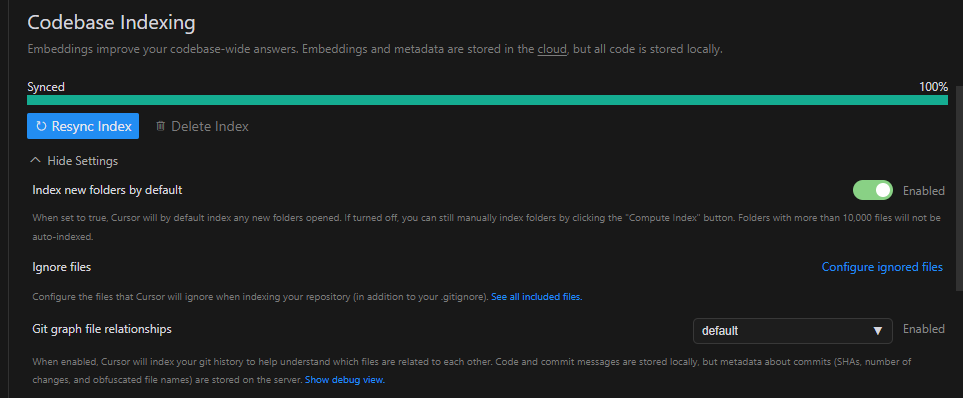 Codebase Indexing
Embeddings improve your codebase-wide answers. Embeddings and metadata are stored in the cloud, but all code is stored locally.
Synced 100%
Resync Index Delete Index
Hide Settings
Index new folders by default Enabled
When set to true, Cursor will by default index any new folders opened. If turned off, you can still manually index folders by clicking the "Compute Index" button. Folders with more than 10,000 files will not be
auto-indexed.
Ignore files Configure ignored files
Configure the files that Cursor will ignore when indexing your repository (in addition to your .gitignore). See all included files.
Git graph file relationships default Enabled
When enabled, Cursor will index your git history to help understand which files are related to each other. Code and commit messages are stored locally, but metadata about commits (SHAs, number of
changes, and obfuscated file names) are stored on the server. Show debug view.